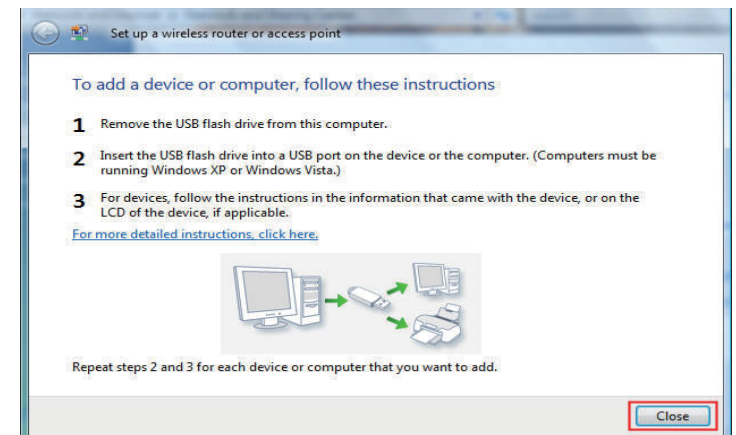 Set up a wireless router or access point
To add a device or computer, follow these instructions
1 Remove the USB flash drive from this computer.
2 Insert the USB flash drive into a USB port on the device or the computer. (Computers must be
running Windows XP or Windows Vista.)
3 For devices, follow the instructions in the information that came with the device, or on the
LCD of the device, if applicable.
For more detailed instructions, click here.
Repeat steps 2 and 3 for each device or computer that you want to add.
Close